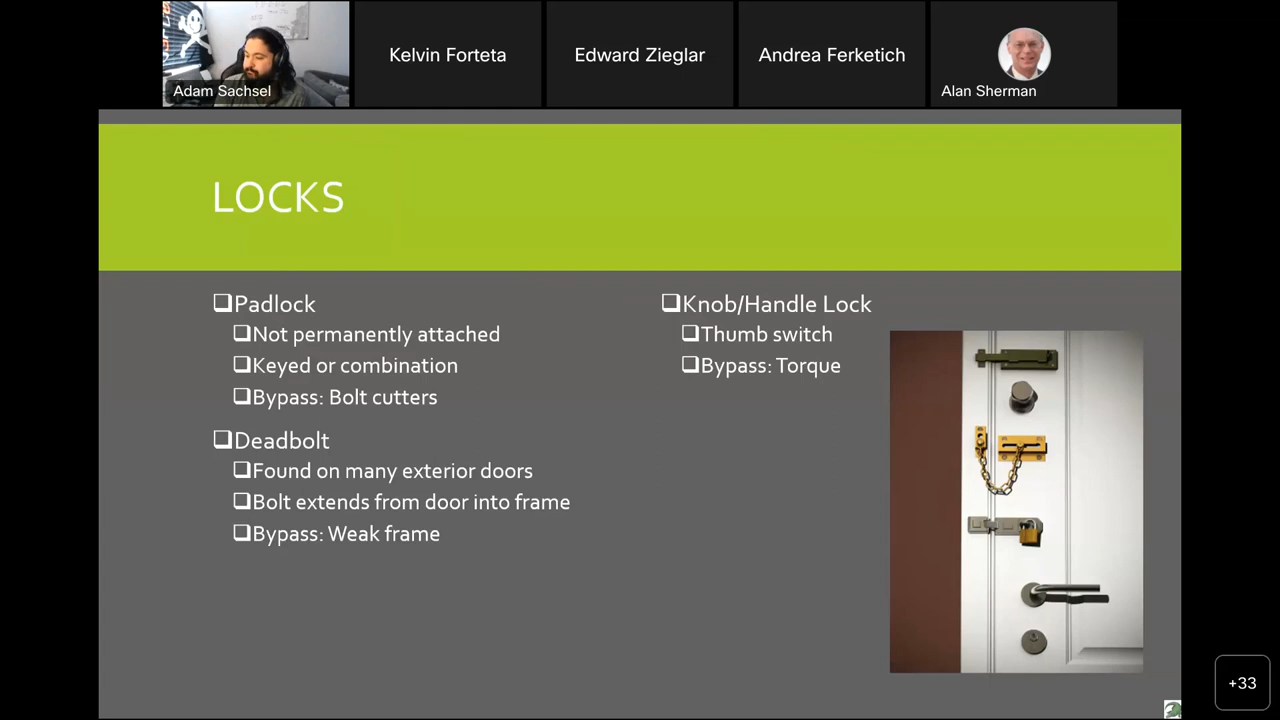 Adam Sachsel
Kelvin Forteta
Edward Zieglar
Andrea Ferketich
Alan Sherman
LOCKS
❑Padlock
❑Not permanently attached
❑Keyed or combination
❑Bypass: Bolt cutters
❑Deadbolt
❑Found on many exterior doors
❑Bolt extends from door into frame
❑Bypass: Weak frame
❑Knob/Handle Lock
❑Thumb switch
❑Bypass: Torque
+33